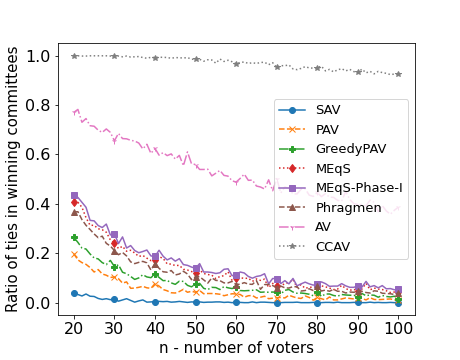 Ratio of ties in winning committees
1.0
0.8
0.6
0.4
0.2
0.0
SAV
PAV
GreedyPAV
MEqS
MEqS-Phase-I
Phragmen
AV
CCAV
20 30 40 50 60 70 80 90 100
n - number of voters